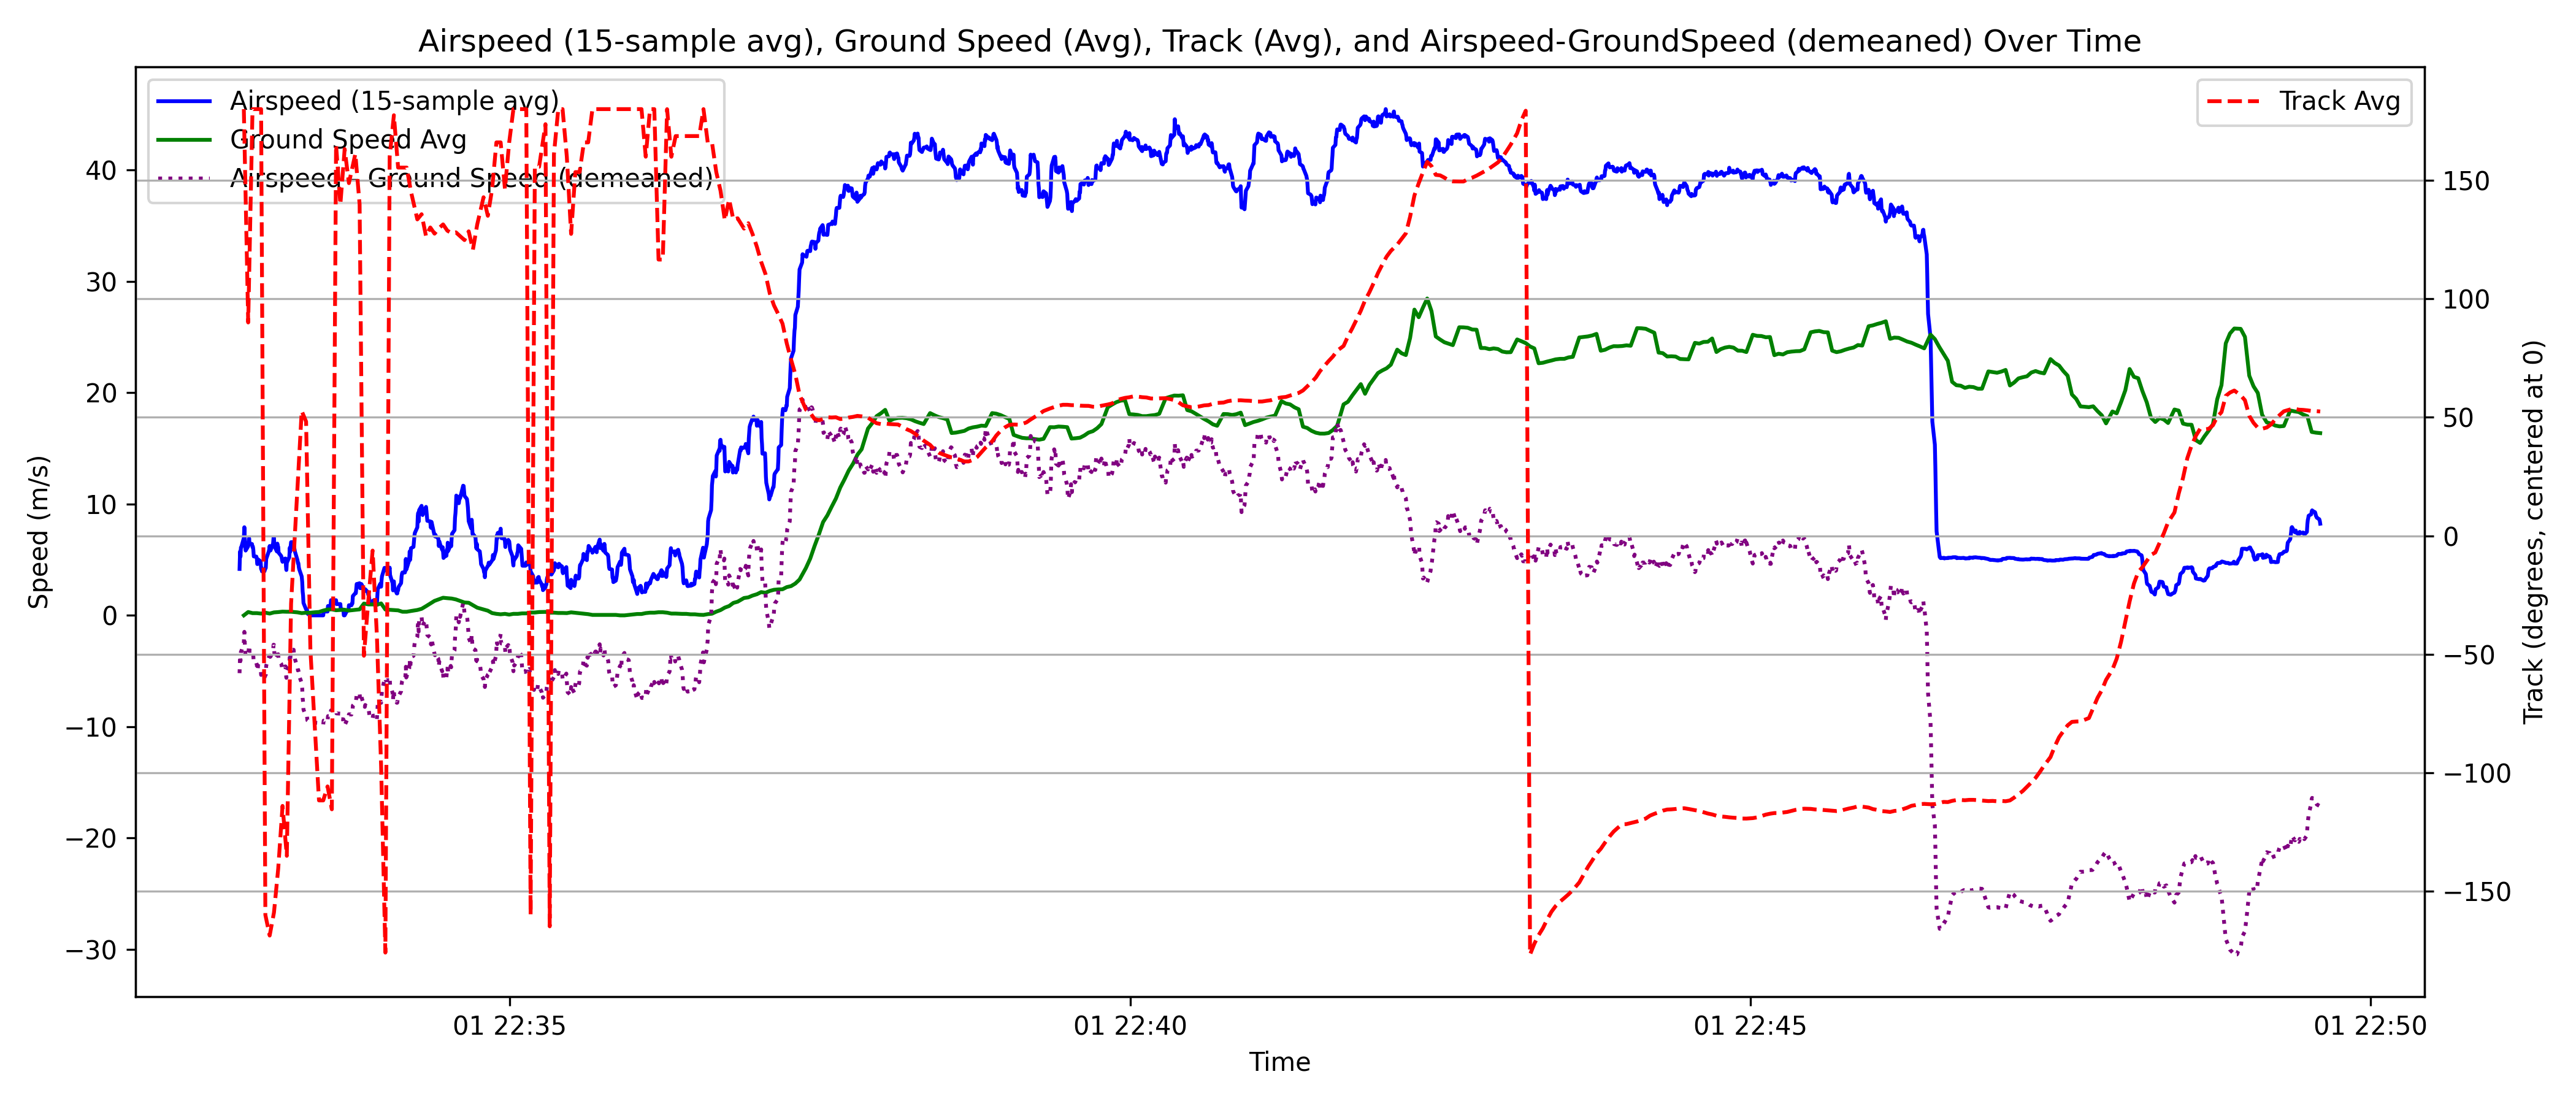 Airspeed (15-sample avg), Ground Speed (Avg), Track (Avg), and Airspeed-GroundSpeed (demeaned) Over Time
Airspeed (15-sample avg)
Ground Speed Avg
Airspeed - Ground Speed (demeaned)
Track Avg
Speed (m/s)
40
30
20
10
0
−10
−20
−30
Track (degrees, centered at 0)
150
100
50
0
−50
−100
−150
01 22:35
01 22:40
01 22:45
01 22:50
Time